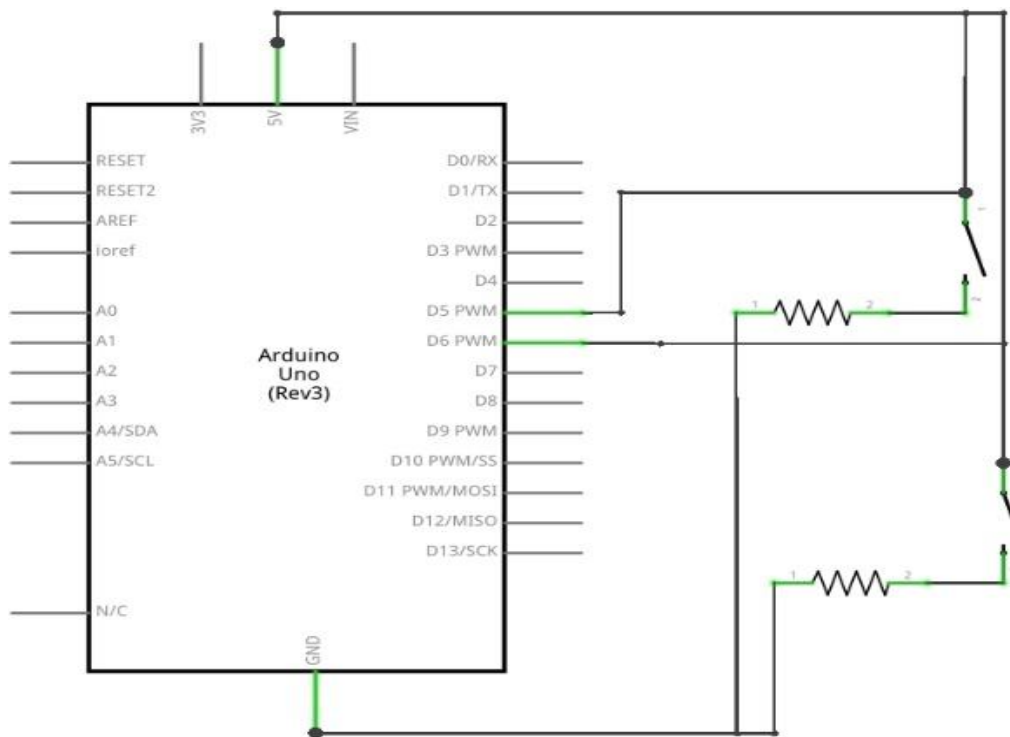 3V3
5V
VIN
RESET
RESET2
AREF
ioref
A0
A1
A2
A3
A4/SDA
A5/SCL
N/C
Arduino
Uno
(Rev3)
D0/RX
D1/TX
D2
D3 PWM
D4
D5 PWM
D6 PWM
D7
D8
D9 PWM
D10 PWM/SS
D11 PWM/MOSI
D12/MISO
D13/SCK
GND
1
2
1
2
1
2